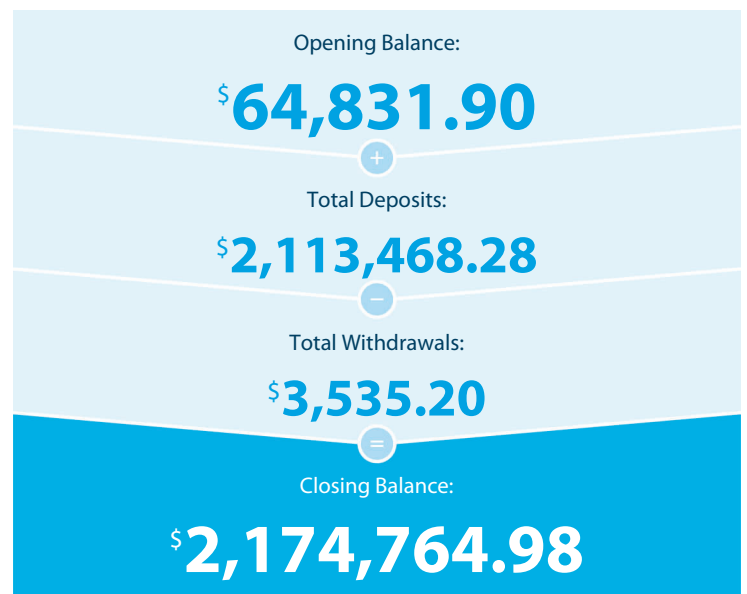 Opening Balance:
$64,831.90
+
Total Deposits:
$2,113,468.28
−
Total Withdrawals:
$3,535.20
=
Closing Balance:
$2,174,764.98